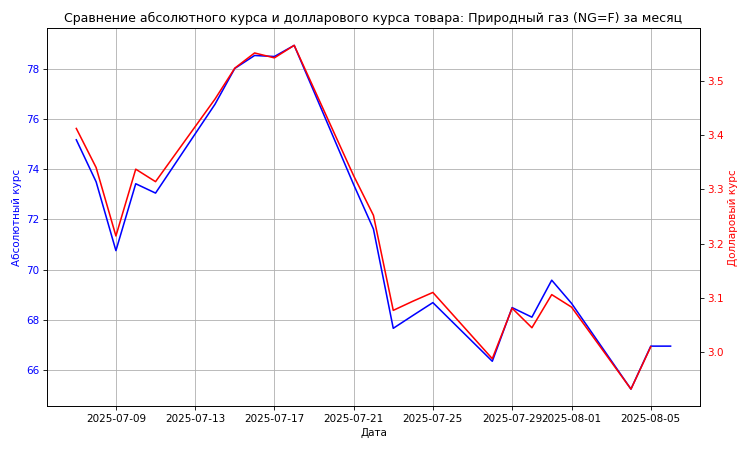 Сравнение абсолютного курса и долларового курса товара: Природный газ (NG=F) за месяц
Абсолютный курс
78
76
74
72
70
68
66
3.5
3.4
3.3
3.2
3.1
3.0
Долларовый курс
2025-07-09 2025-07-13 2025-07-17 2025-07-21 2025-07-25 2025-07-29 2025-08-01 2025-08-05
Дата